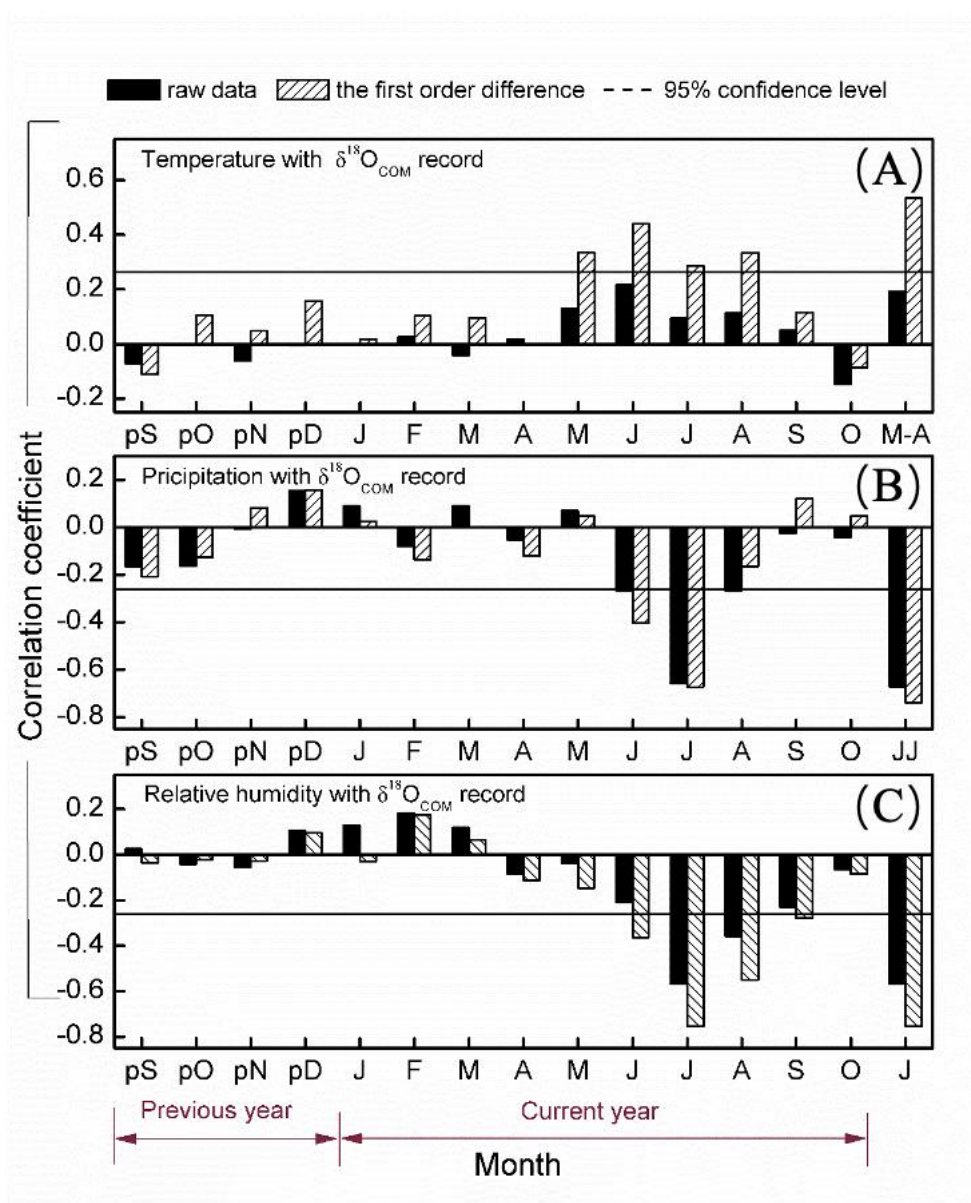 raw data the first order difference 95% confidence level
Temperature with δ¹⁸O_COM record (A)
0.6
0.4
0.2
0.0
-0.2
pS pO pN pD J F M A M J J A S O M-A
Pricipitation with δ¹⁸O_COM record (B)
0.2
0.0
-0.2
-0.4
-0.6
-0.8
pS pO pN pD J F M A M J J A S O JJ
Relative humidity with δ¹⁸O_COM record (C)
0.2
0.0
-0.2
-0.4
-0.6
-0.8
pS pO pN pD J F M A M J J A S O J
Correlation coefficient
Previous year Current year
Month